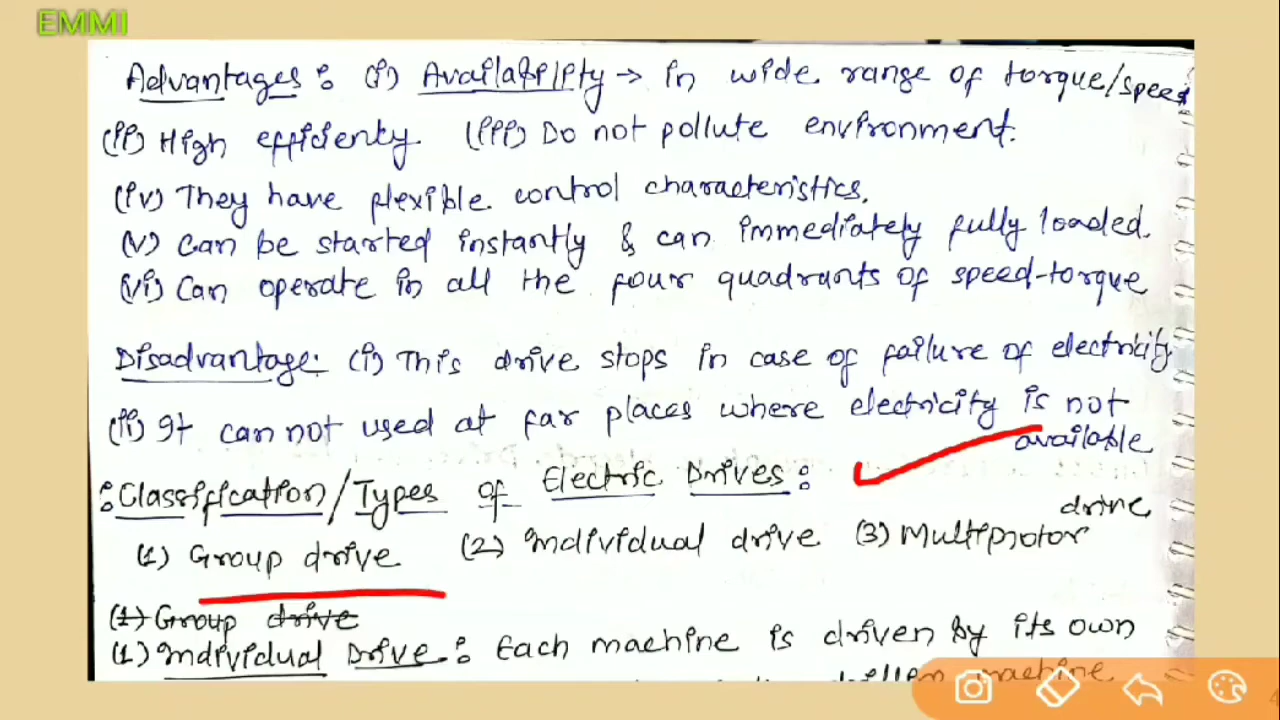 EMMI
Advantages: (i) Availability → in wide range of torque/speed
(ii) High efficienty. (iii) Do not pollute environment.
(iv) They have flexible control characteristics.
(v) Can be started instantly & can immediately fully loaded.
(vi) Can operate in all the four quadrants of speed-torque
Disadvantage: (i) This drive stops in case of failure of electricity
(ii) It can not used at far places where electricity is not
available
:Classification/Types of Electric Drives:
drive
(1) Group drive (2) Individual drive (3) Multimotor
(1) Group drive
(1) Individual Drive: Each machine is driven by its own
machine